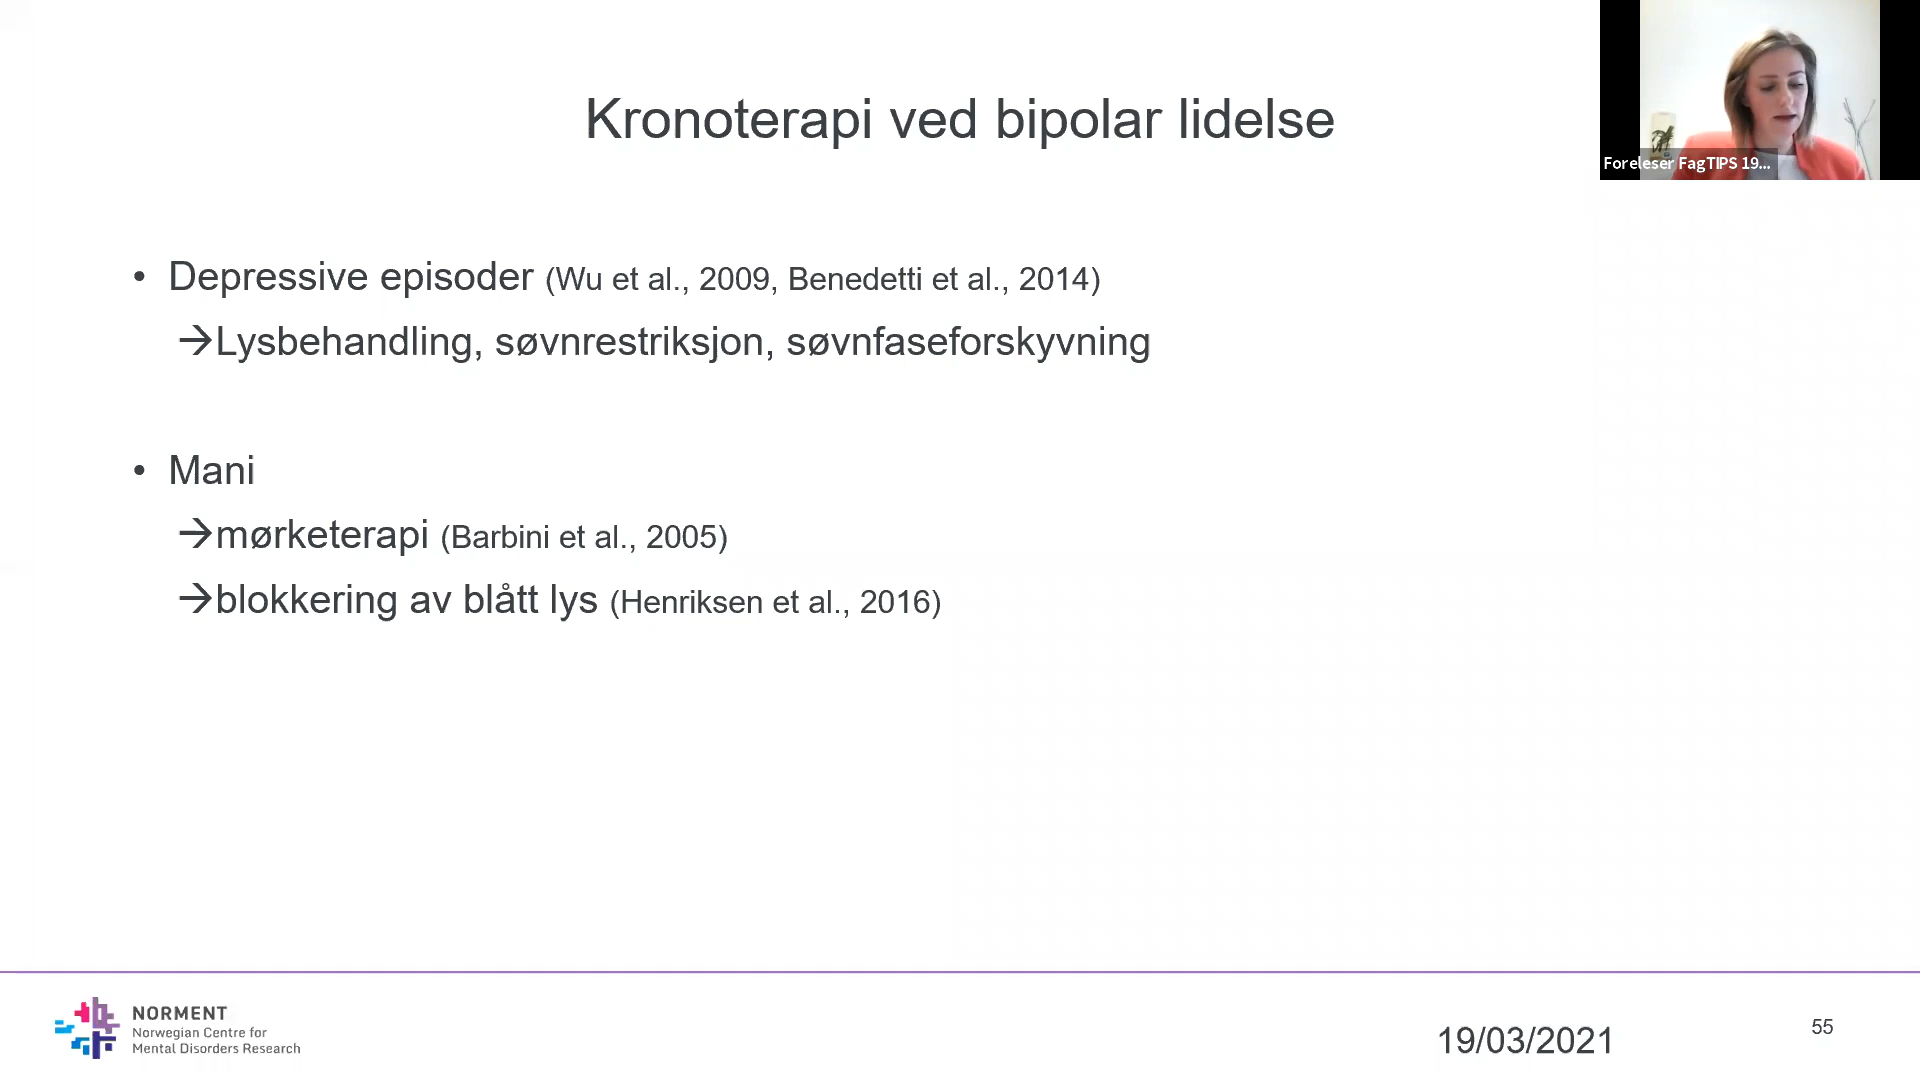 Kronoterapi ved bipolar lidelse
Foreleser FagTIPS 19...
• Depressive episoder (Wu et al., 2009, Benedetti et al., 2014)
→Lysbehandling, søvnrestriksjon, søvnfaseforskyvning
• Mani
→mørketerapi (Barbini et al., 2005)
→blokkering av blått lys (Henriksen et al., 2016)
NORMENT
Norwegian Centre for
Mental Disorders Research
19/03/2021
55